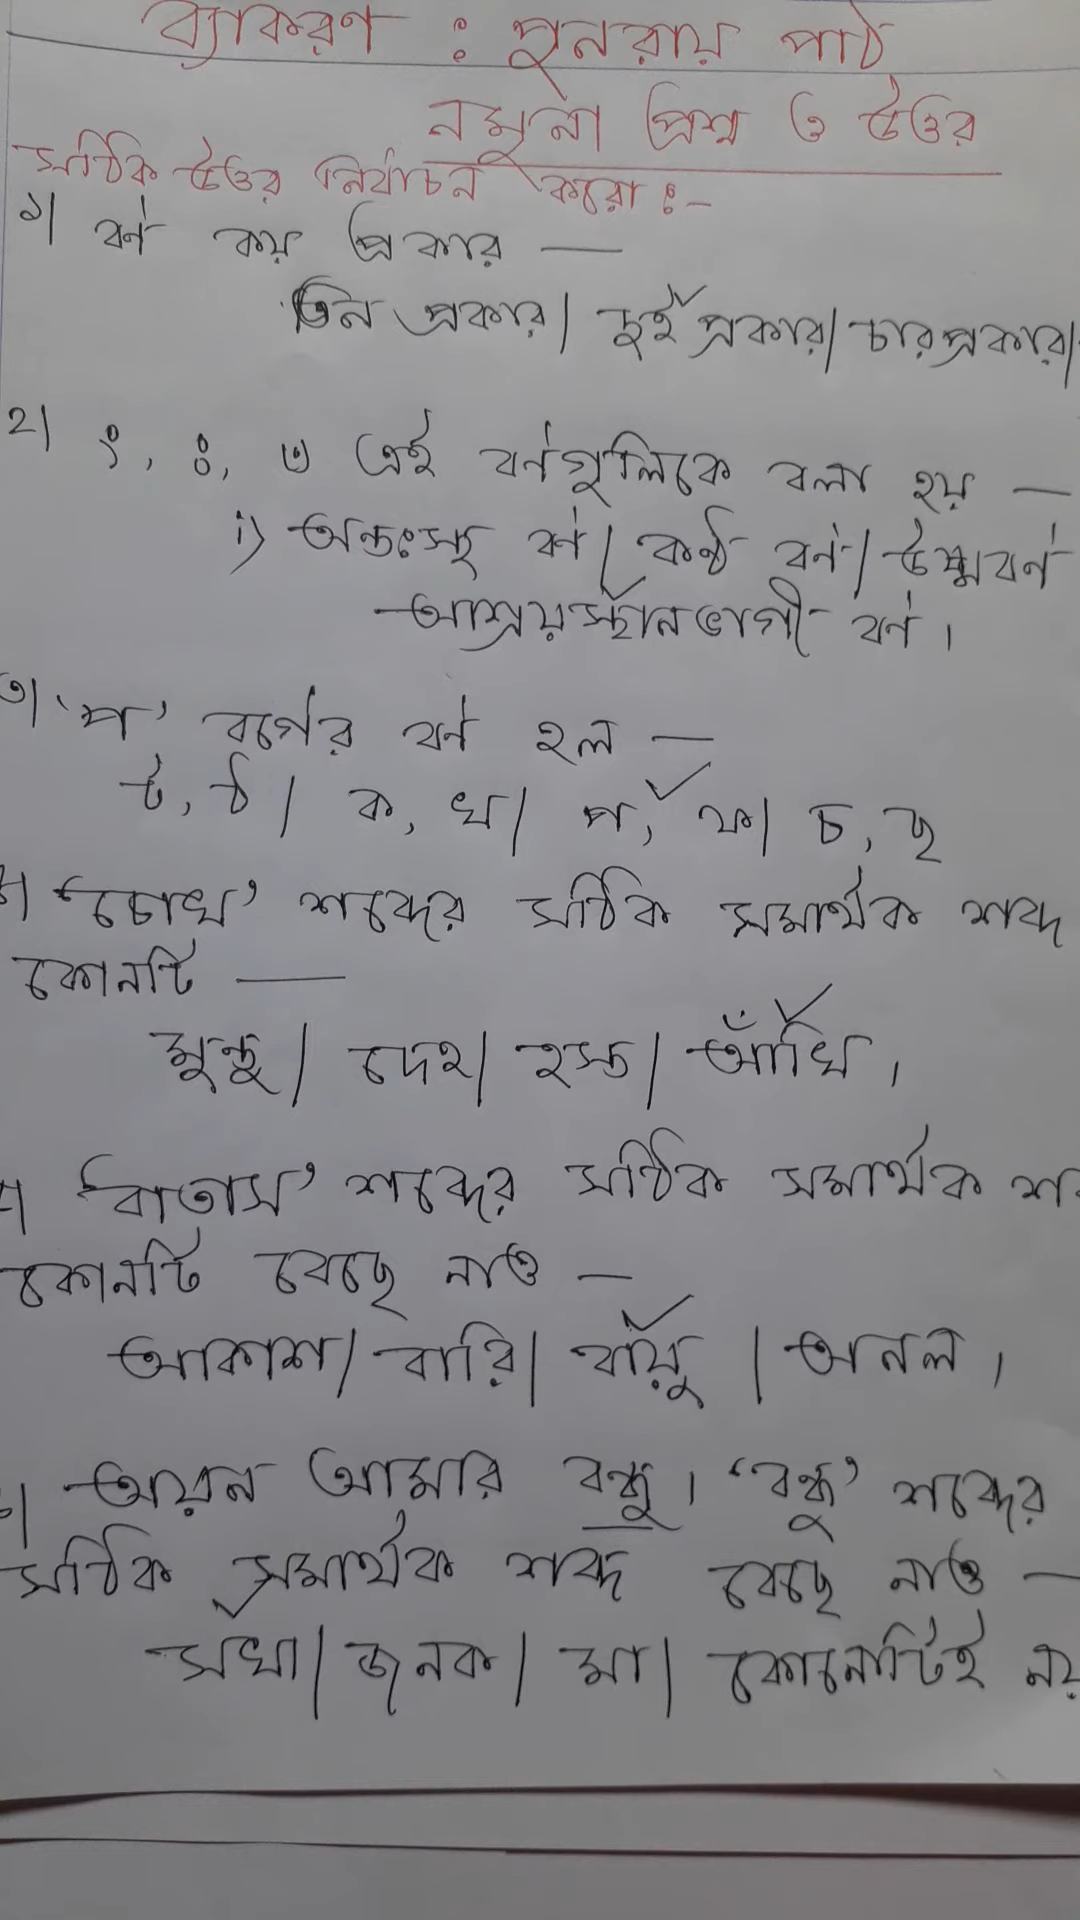 ব্যাকরণ : পুনরায় পাঠ
নমুনা প্রশ্ন ও উত্তর
সঠিক উত্তর নির্বাচন করো :-
১| বর্ণ কয় প্রকার —
তিন প্রকার| দুই প্রকার| চারপ্রকার|
২| ং, ঃ, ঁ এই বর্ণগুলিকে বলা হয় —
i) অন্তঃস্থ বর্ণ| কন্ঠ বর্ণ| উষ্মবর্ণ
আশ্রয়স্থানভাগী বর্ণ।
৩| 'প' বর্গের বর্ণ হল —
ট, ঠ| ক, খ| প, ফ| চ, ছ
৪| 'চোখ' শব্দের সঠিক সমার্থক শব্দ
কোনটি —
মুন্ডু| দেহ| হস্ত| আঁখি।
৫| 'বাতাস' শব্দের সঠিক সমার্থক শ
কোনটি বেছে নাও —
আকাশ| বারি| বায়ু | অনল।
৬| অয়ন আমার বন্ধু। 'বন্ধু' শব্দের
সঠিক সমার্থক শব্দ বেছে নাও —
সখা| জনক| মা| কোনোটিই নয়